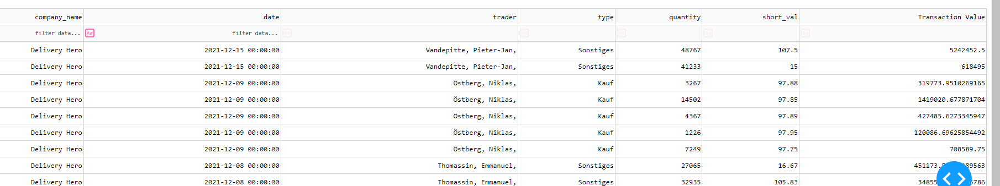 company_name date trader type quantity short_val Transaction Value
filter data... Aa filter data... Aa Aa Aa Aa Aa
Delivery Hero 2021-12-15 00:00:00 Vandepitte, Pieter-Jan, Sonstiges 48767 107.5 5242452.5
Delivery Hero 2021-12-15 00:00:00 Vandepitte, Pieter-Jan, Sonstiges 41233 15 618495
Delivery Hero 2021-12-09 00:00:00 Östberg, Niklas, Kauf 3267 97.88 319773.9510269165
Delivery Hero 2021-12-09 00:00:00 Östberg, Niklas, Kauf 14502 97.85 1419020.677871704
Delivery Hero 2021-12-09 00:00:00 Östberg, Niklas, Kauf 4367 97.89 427485.6273345947
Delivery Hero 2021-12-09 00:00:00 Östberg, Niklas, Kauf 1226 97.95 120086.69625854492
Delivery Hero 2021-12-09 00:00:00 Östberg, Niklas, Kauf 7249 97.75 708589.75
Delivery Hero 2021-12-08 00:00:00 Thomassin, Emmanuel, Sonstiges 27065 16.67
Delivery Hero 2021-12-08 00:00:00 Thomassin, Emmanuel, Sonstiges 32935 105.83